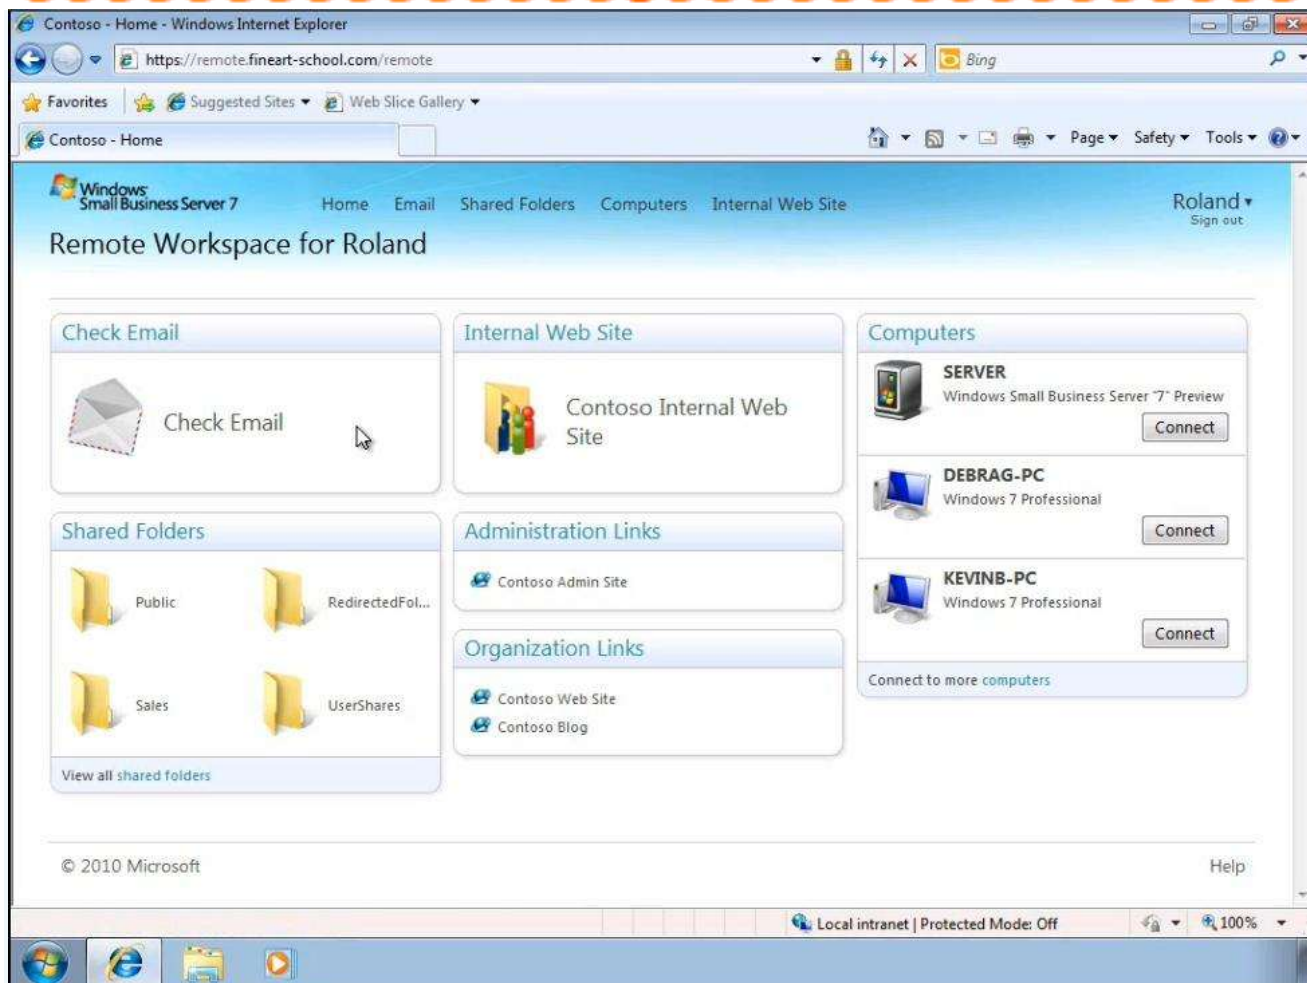 Contoso - Home - Windows Internet Explorer
https://remote.fineart-school.com/remote
Bing
Favorites
Suggested Sites
Web Slice Gallery
Contoso - Home
Page
Safety
Tools
Windows
Small Business Server 7
Home Email Shared Folders Computers Internal Web Site
Roland
Sign out
Remote Workspace for Roland
Check Email
Check Email
Shared Folders
Public
RedirectedFol...
Sales
UserShares
View all shared folders
Internal Web Site
Contoso Internal Web
Site
Administration Links
Contoso Admin Site
Organization Links
Contoso Web Site
Contoso Blog
Computers
SERVER
Windows Small Business Server "7" Preview
Connect
DEBRAG-PC
Windows 7 Professional
Connect
KEVINB-PC
Windows 7 Professional
Connect
Connect to more computers
© 2010 Microsoft
Help
Local intranet | Protected Mode: Off
100%